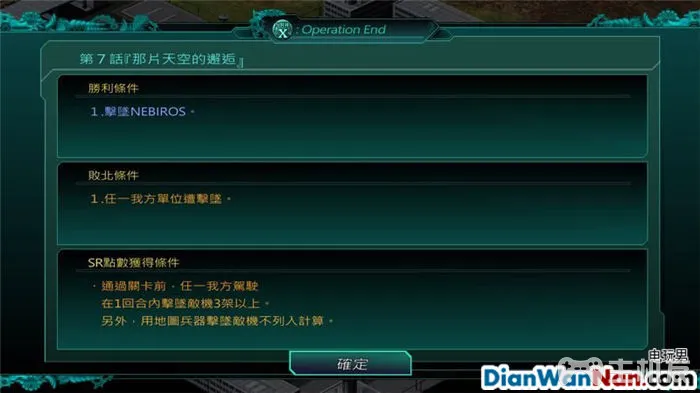 X : Operation End
第７話『那片天空的邂逅』
勝利條件
１.擊墜NEBIROS。
敗北條件
１.任一我方單位遭擊墜。
SR點數獲得條件
．通過關卡前，任一我方駕駛
在1回合內擊墜敵機3架以上。
另外，用地圖兵器擊墜敵機不列入計算。
確定
电玩男
DianWanNan.com